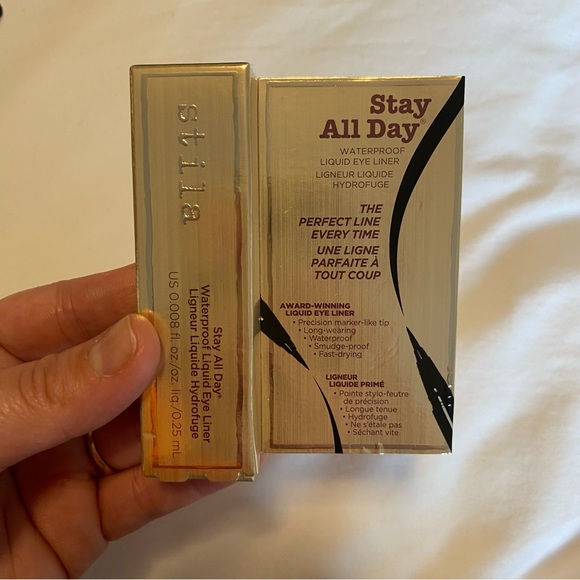 stila
Stay All Day®
Waterproof Liquid Eye Liner
Ligneur Liquide Hydrofuge
US 0.008 fl. oz/oz. liq./0.25 mL
Stay
All Day®
WATERPROOF
LIQUID EYE LINER
LIGNEUR LIQUIDE
HYDROFUGE
THE
PERFECT LINE
EVERY TIME
UNE LIGNE
PARFAITE À
TOUT COUP
AWARD-WINNING
LIQUID EYE LINER
• Precision marker-like tip
• Long-wearing
• Waterproof
• Smudge-proof
• Fast-drying
LIGNEUR
LIQUIDE PRIMÉ
• Pointe stylo-feutre
de précision
• Longue tenue
• Hydrofuge
• Ne s'étale pas
• Séchant vite